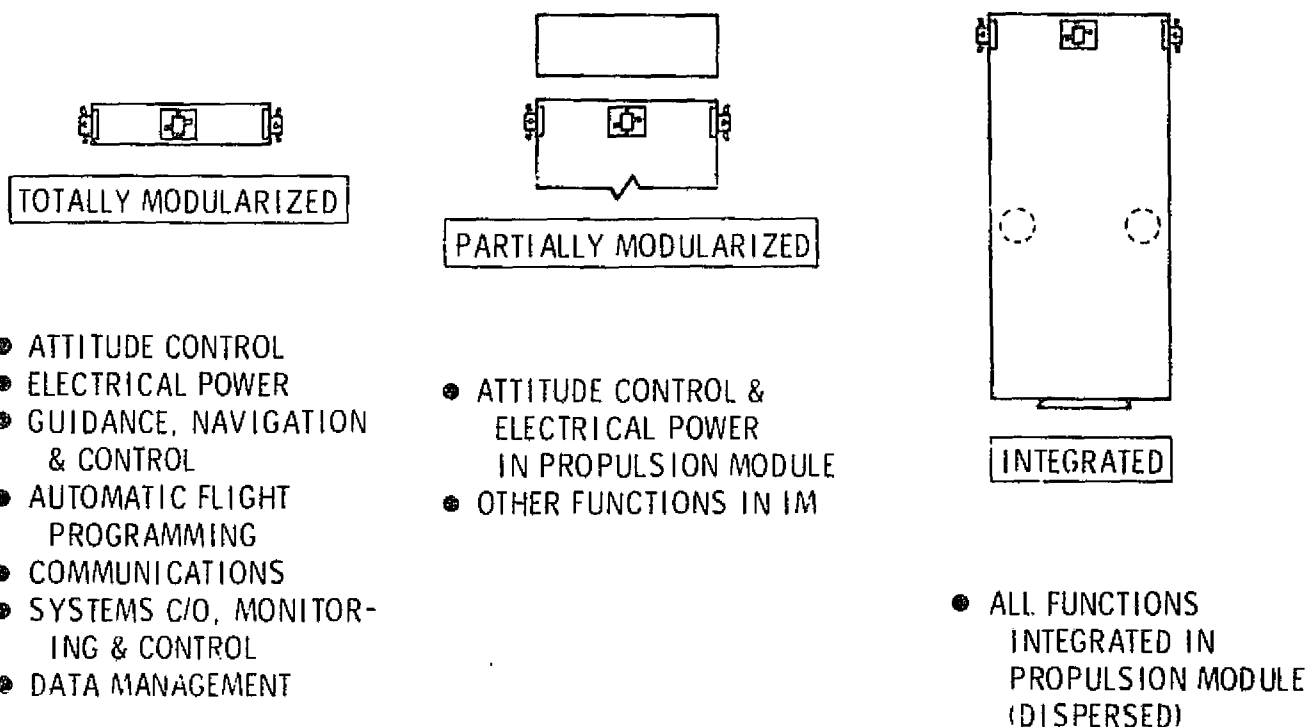 TOTALLY MODULARIZED
● ATTITUDE CONTROL
● ELECTRICAL POWER
● GUIDANCE, NAVIGATION
& CONTROL
● AUTOMATIC FLIGHT
PROGRAMMING
● COMMUNICATIONS
● SYSTEMS C/O, MONITOR-
ING & CONTROL
● DATA MANAGEMENT
PARTIALLY MODULARIZED
● ATTITUDE CONTROL &
ELECTRICAL POWER
IN PROPULSION MODULE
● OTHER FUNCTIONS IN IM
INTEGRATED
● ALL FUNCTIONS
INTEGRATED IN
PROPULSION MODULE
(DISPERSED)